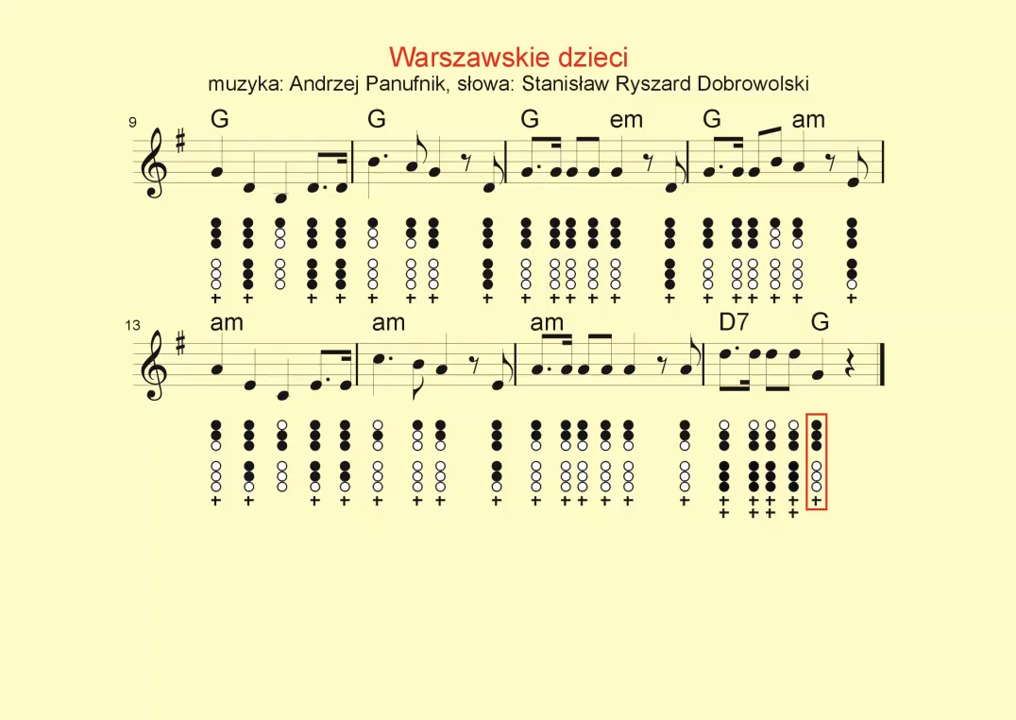 Warszawskie dzieci
muzyka: Andrzej Panufnik, słowa: Stanisław Ryszard Dobrowolski
9 G G G em G am
13 am am am D7 G